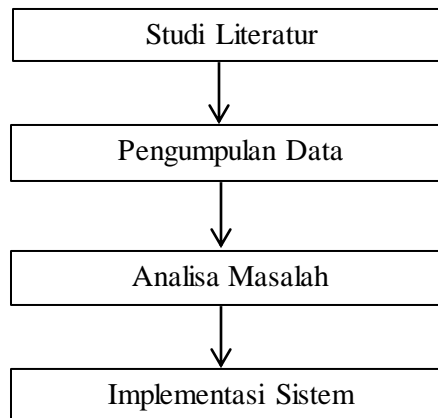 Studi Literatur
Pengumpulan Data
Analisa Masalah
Implementasi Sistem